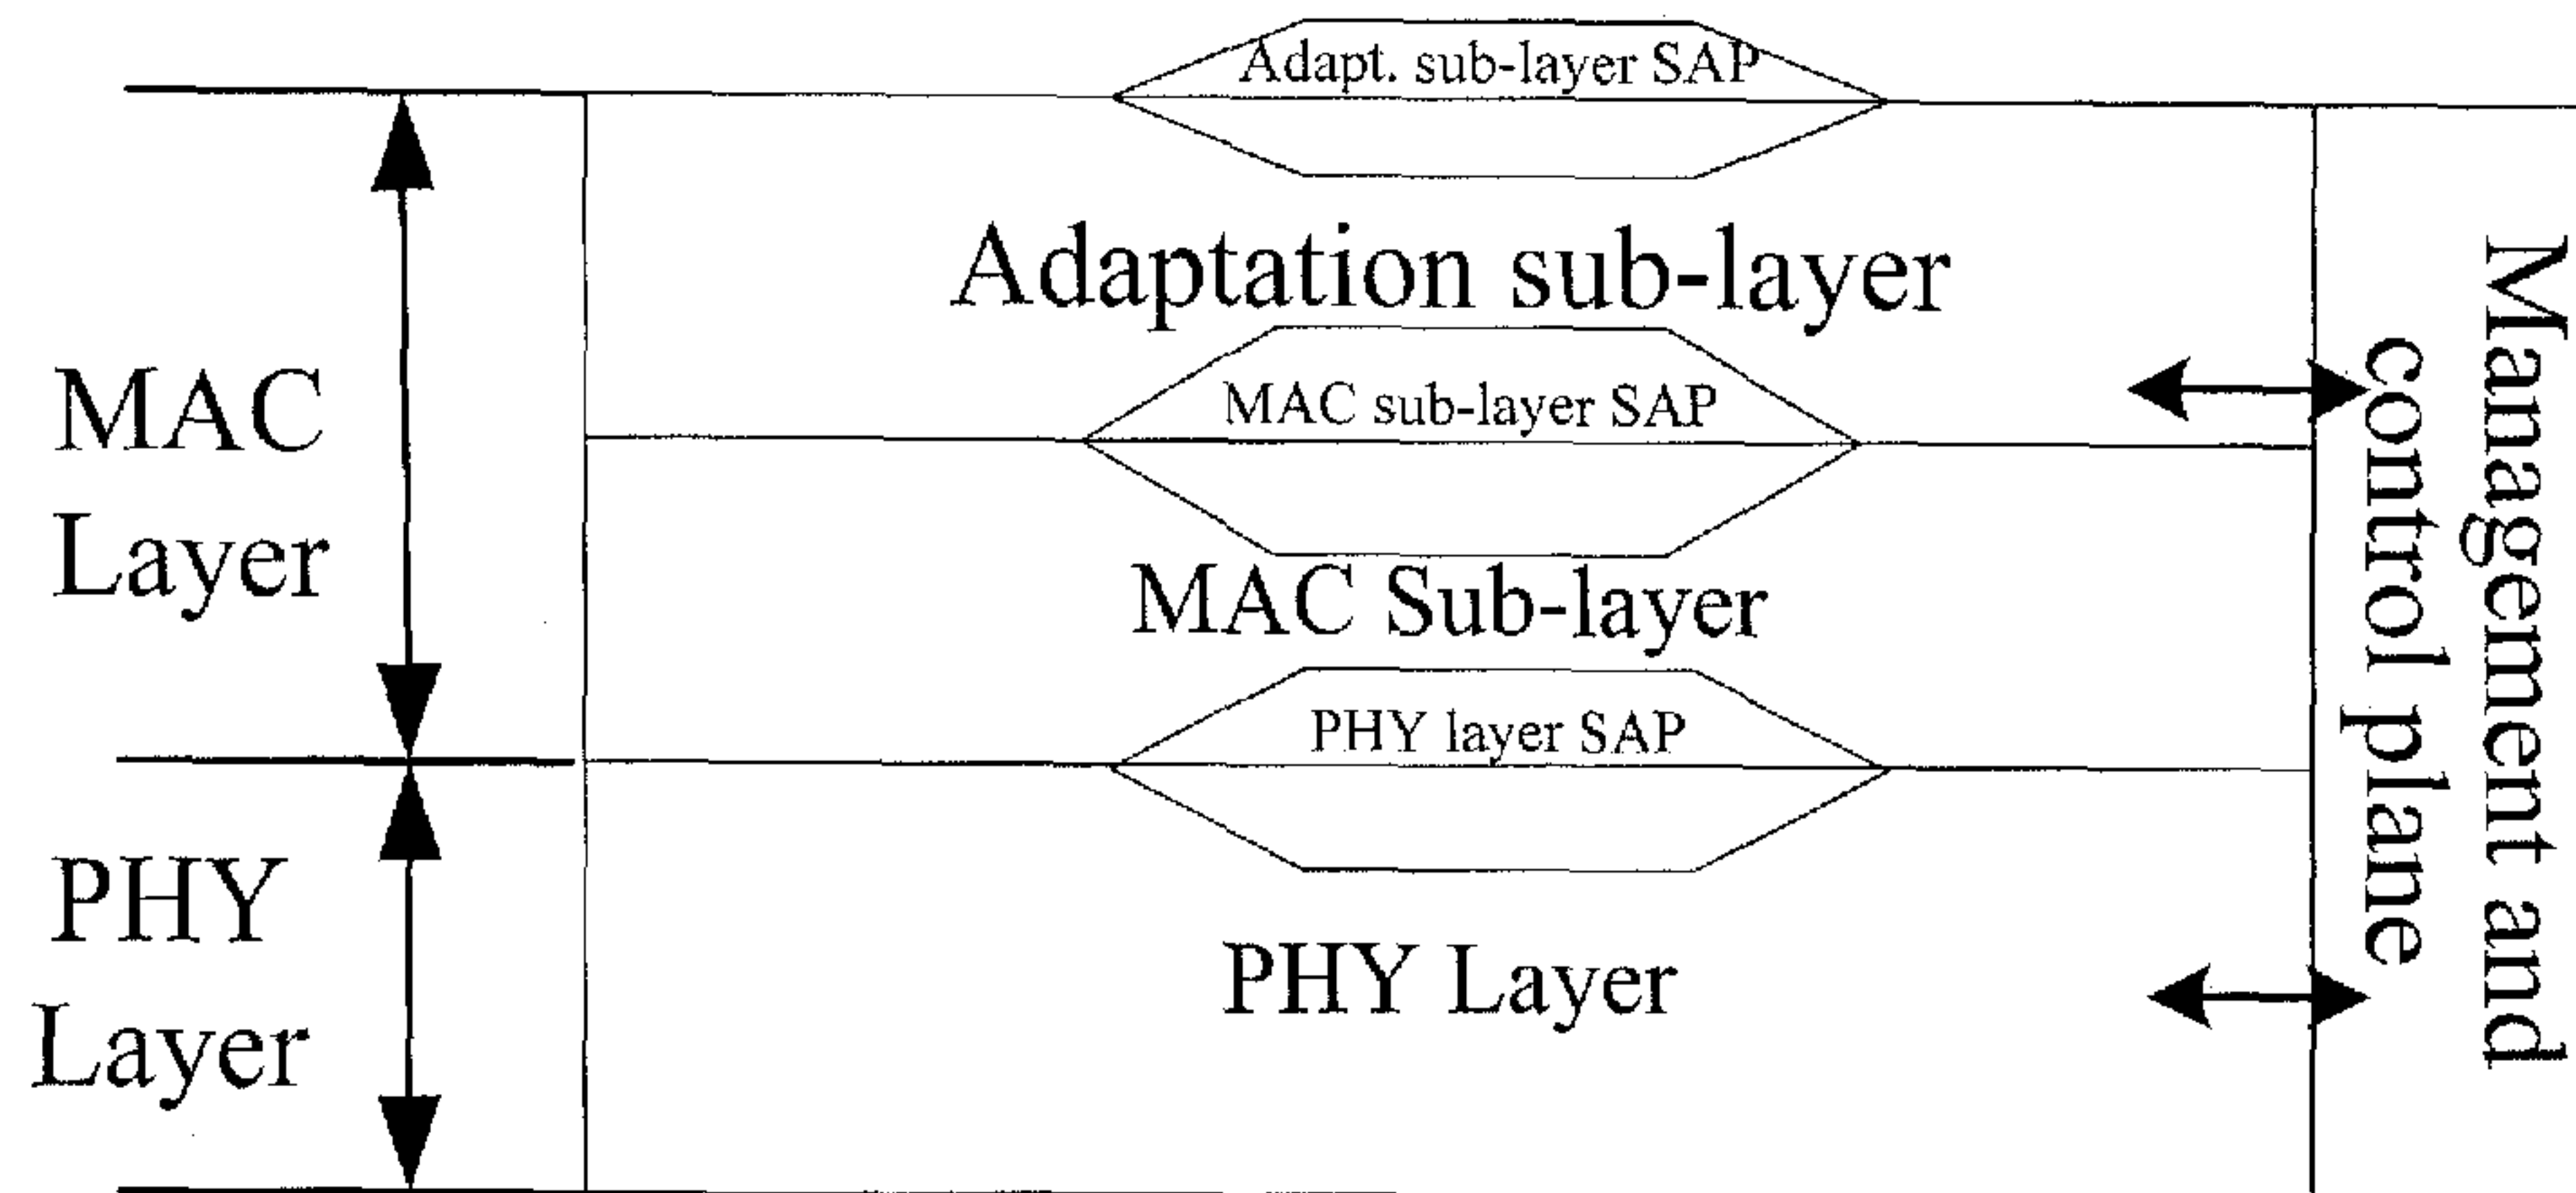 Adapt. sub-layer SAP
Adaptation sub-layer
MAC sub-layer SAP
MAC
Layer
MAC Sub-layer
PHY layer SAP
PHY
Layer
PHY Layer
Management and
control plane